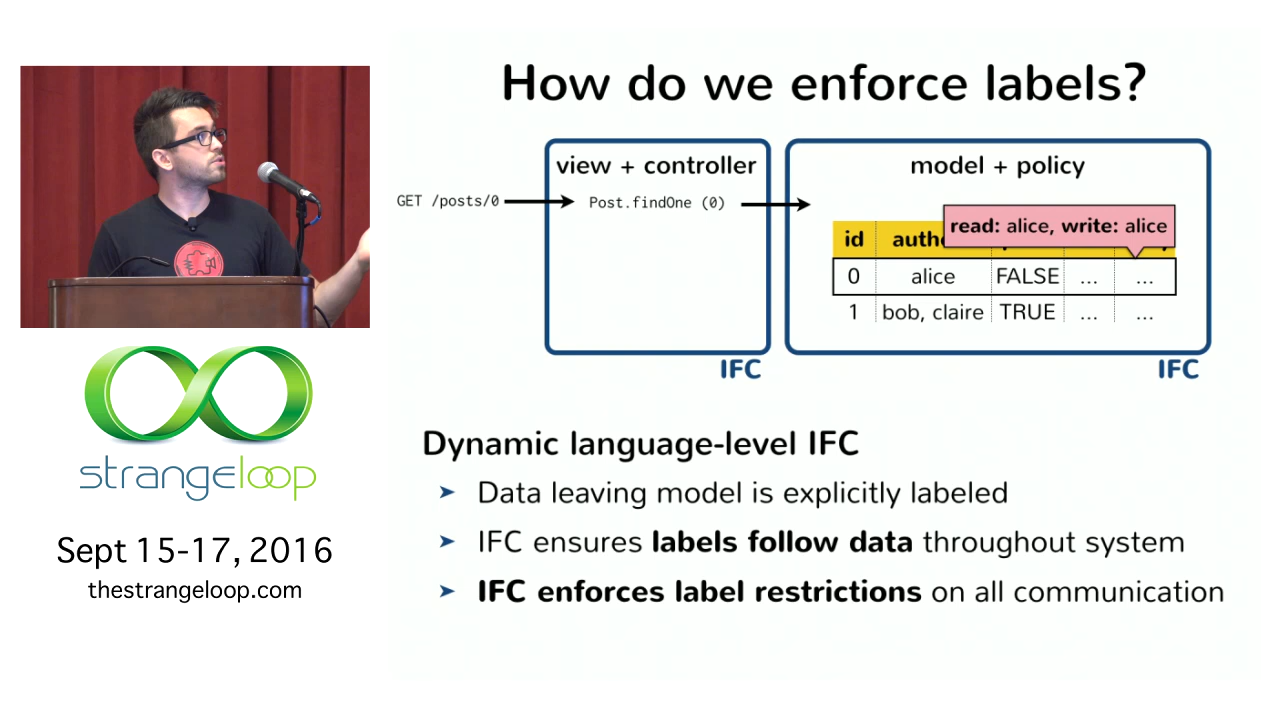 How do we enforce labels?
view + controller
model + policy
GET /posts/0
Post.findOne (0)
read: alice, write: alice
id
0 alice FALSE ... ...
1 bob, claire TRUE ... ...
IFC
IFC
Dynamic language-level IFC
➤ Data leaving model is explicitly labeled
➤ IFC ensures labels follow data throughout system
➤ IFC enforces label restrictions on all communication
strangeloop
Sept 15-17, 2016
thestrangeloop.com